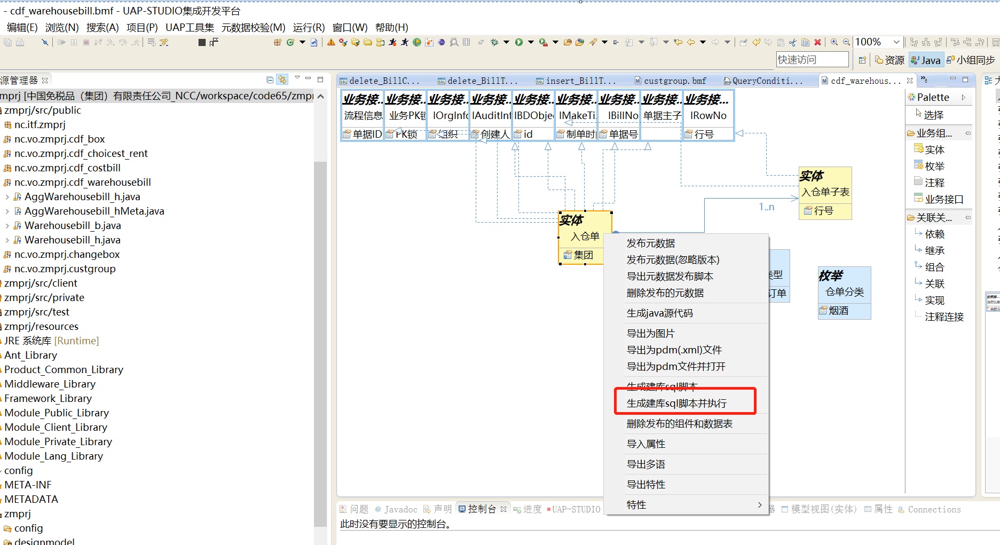 - cdf_warehousebill.bmf - UAP-STUDIO集成开发平台
编辑(E) 浏览(N) 搜索(A) 项目(P) UAP工具集 元数据校验(M) 运行(R) 窗口(W) 帮助(H)
100%
快速访问
资源
Java
小组同步
源管理器
mprj [中国免税品（集团）有限责任公司_NCC/workspace/code65/zmpr
zmprj/src/public
nc.itf.zmprj
nc.vo.zmprj.cdf_box
nc.vo.zmprj.cdf_choicest_rent
nc.vo.zmprj.cdf_costbill
nc.vo.zmprj.cdf_warehousebill
AggWarehousebill_h.java
AggWarehousebill_hMeta.java
Warehousebill_b.java
Warehousebill_h.java
nc.vo.zmprj.changebox
nc.vo.zmprj.custgroup
zmprj/src/client
zmprj/src/private
zmprj/src/test
zmprj/resources
JRE 系统库 [Runtime]
Ant_Library
Product_Common_Library
Middleware_Library
Framework_Library
Module_Public_Library
Module_Client_Library
Module_Private_Library
Module_Lang_Library
config
META-INF
METADATA
zmprj
config
designmodel
delete_BillC...
delete_BillT...
insert_BillT...
custgroup.bmf
QueryConditi...
cdf_warehous...
»6
业务接..
流程信息
单据ID
业务接..
业务PK锁
PK锁
业务接..
IOrgInfo
组织
业务接..
IAuditInf
创建人
业务接..
IBDObje
id
业务接..
IMakeTi
制单时间
业务接..
IBillNo
单据号
业务接..
单据主子
业务接...
IRowNo
行号
实体
入仓单子表
行号
1..n
实体
入仓单
集团
类型
订单
枚举
仓单分类
烟酒
发布元数据
发布元数据(忽略版本)
导出元数据发布脚本
删除发布的元数据
生成java源代码
导出为图片
导出为pdm(.xml)文件
导出为pdm文件并打开
生成建库sql脚本
生成建库sql脚本并执行
删除发布的组件和数据表
导入属性
导出多语
导出特性
特性
Palette
选择
业务组...
实体
枚举
注释
业务接口
关联关...
依赖
继承
组合
关联
实现
注释连接
问题
@ Javadoc
声明
控制台
进度
UAP-STUDIO
器
模型视图(实体)
属性
Connections
此时没有要显示的控制台。